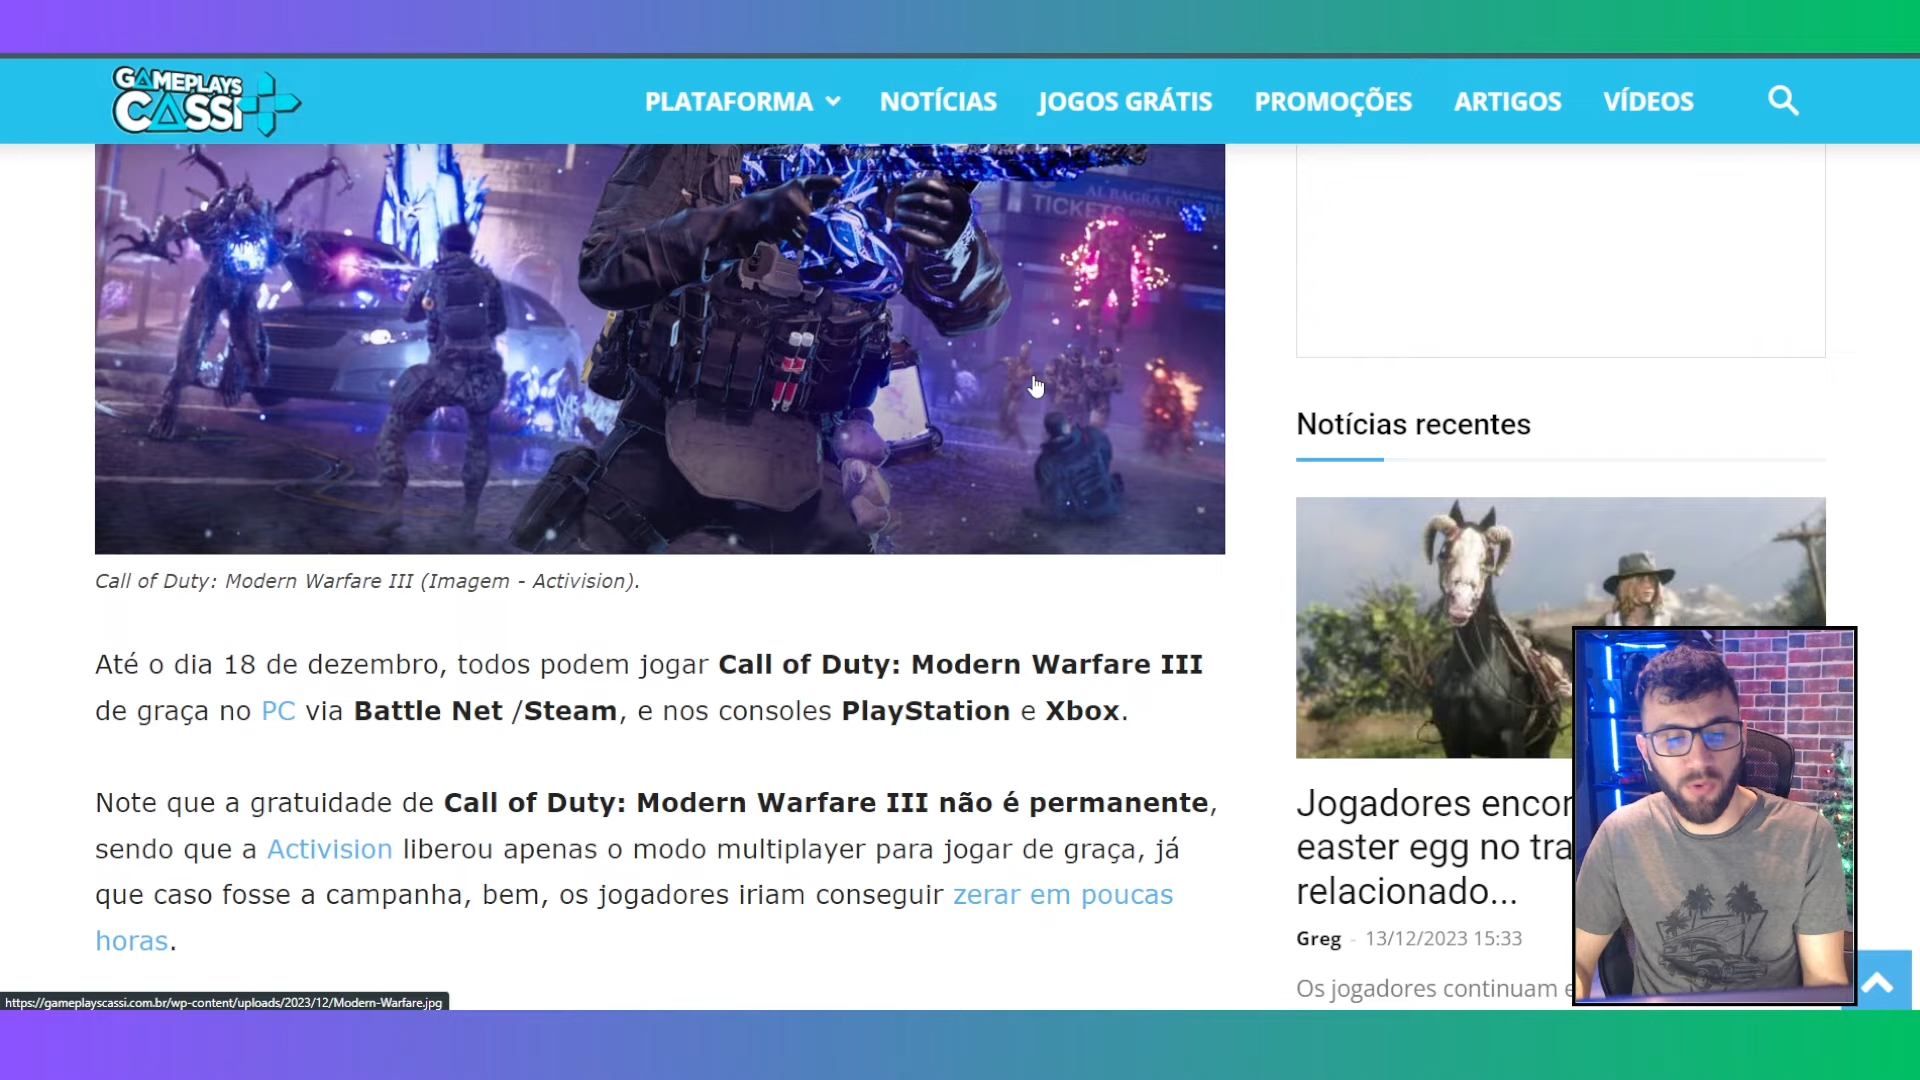 GAMEPLAYS
CASSI
PLATAFORMA
NOTÍCIAS
JOGOS GRÁTIS
PROMOÇÕES
ARTIGOS
VÍDEOS
AL BAGRA
TICKETS
Call of Duty: Modern Warfare III (Imagem - Activision).
Até o dia 18 de dezembro, todos podem jogar Call of Duty: Modern Warfare III
de graça no PC via Battle Net /Steam, e nos consoles PlayStation e Xbox.
Note que a gratuidade de Call of Duty: Modern Warfare III não é permanente,
sendo que a Activision liberou apenas o modo multiplayer para jogar de graça, já
que caso fosse a campanha, bem, os jogadores iriam conseguir zerar em poucas
horas.
https://gameplayscassi.com.br/wp-content/uploads/2023/12/Modern-Warfare.jpg
Notícias recentes
Jogadores encon
easter egg no tra
relacionado...
Greg - 13/12/2023 15:33
Os jogadores continuam e